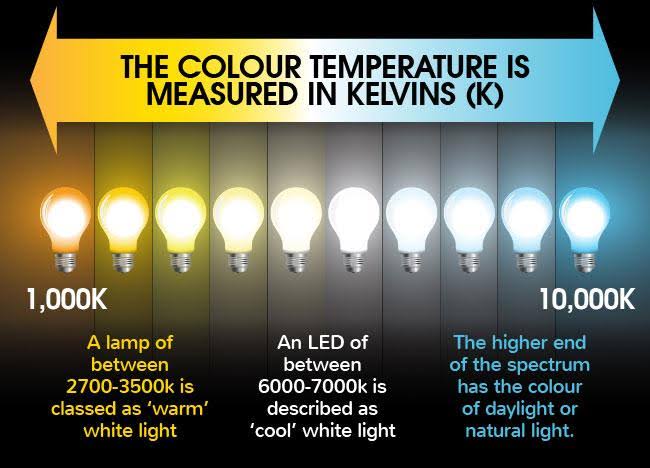 THE COLOUR TEMPERATURE IS
MEASURED IN KELVINS (K)
1,000K
10,000K
A lamp of
between
2700-3500k is
classed as ‘warm’
white light
An LED of
between
6000-7000k is
described as
‘cool’ white light
The higher end
of the spectrum
has the colour
of daylight or
natural light.